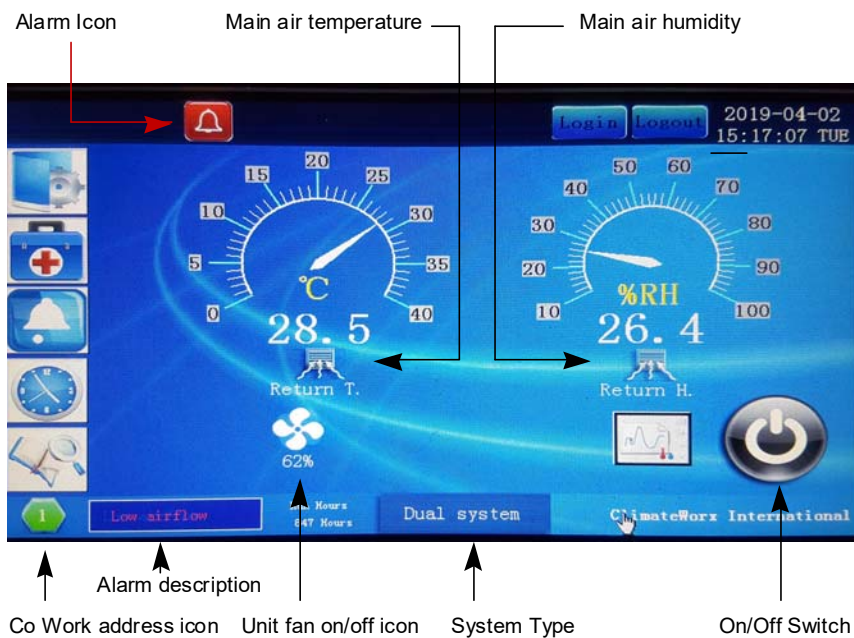 Alarm Icon
Main air temperature
Main air humidity
Login
Logout
2019-04-02
15:17:07 TUE
0
5
10
15
20
25
30
35
40
℃
28.5
Return T.
62%
10
20
30
40
50
60
70
80
90
100
%RH
26.4
Return H.
1
Low airflow
Hours
847 Hours
Dual system
ClimateWorx International
Alarm description
Co Work address icon
Unit fan on/off icon
System Type
On/Off Switch